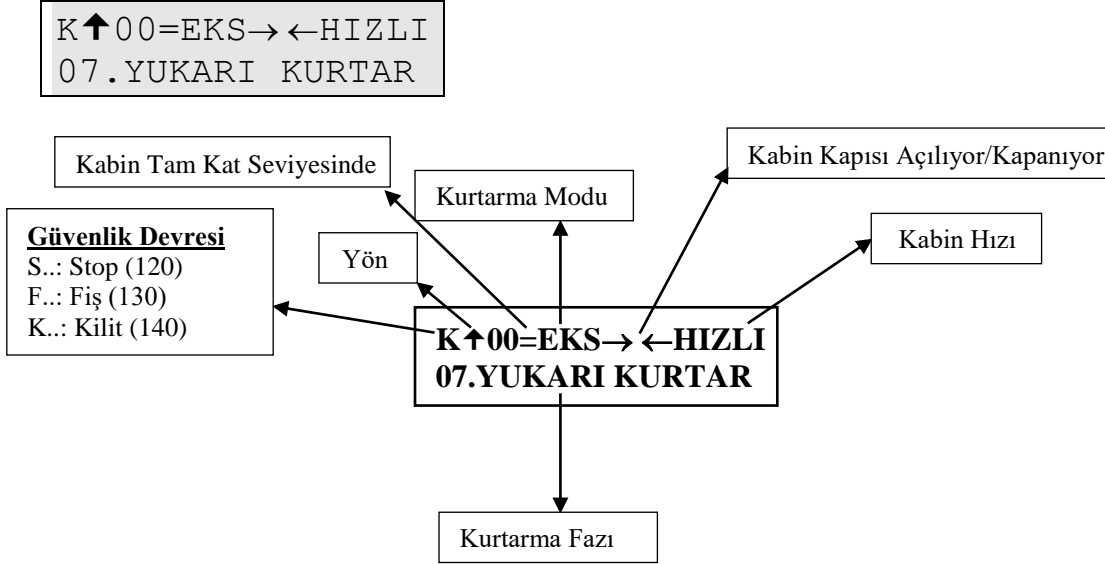 K↑00=EKS→←HIZLI
07.YUKARI KURTAR
Kabin Tam Kat Seviyesinde
Kurtarma Modu
Kabin Kapısı Açılıyor/Kapanıyor
Güvenlik Devresi
S..: Stop (120)
F..: Fiş (130)
K..: Kilit (140)
Yön
Kabin Hızı
K↑00=EKS→ ←HIZLI
07.YUKARI KURTAR
Kurtarma Fazı